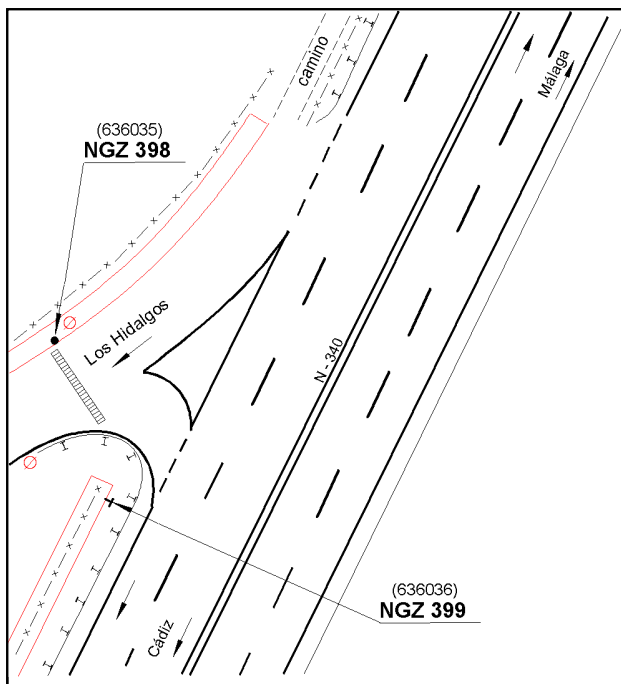 camino
Málaga
(636035)
NGZ 398
Los Hidalgos
N - 340
(636036)
NGZ 399
Cádiz